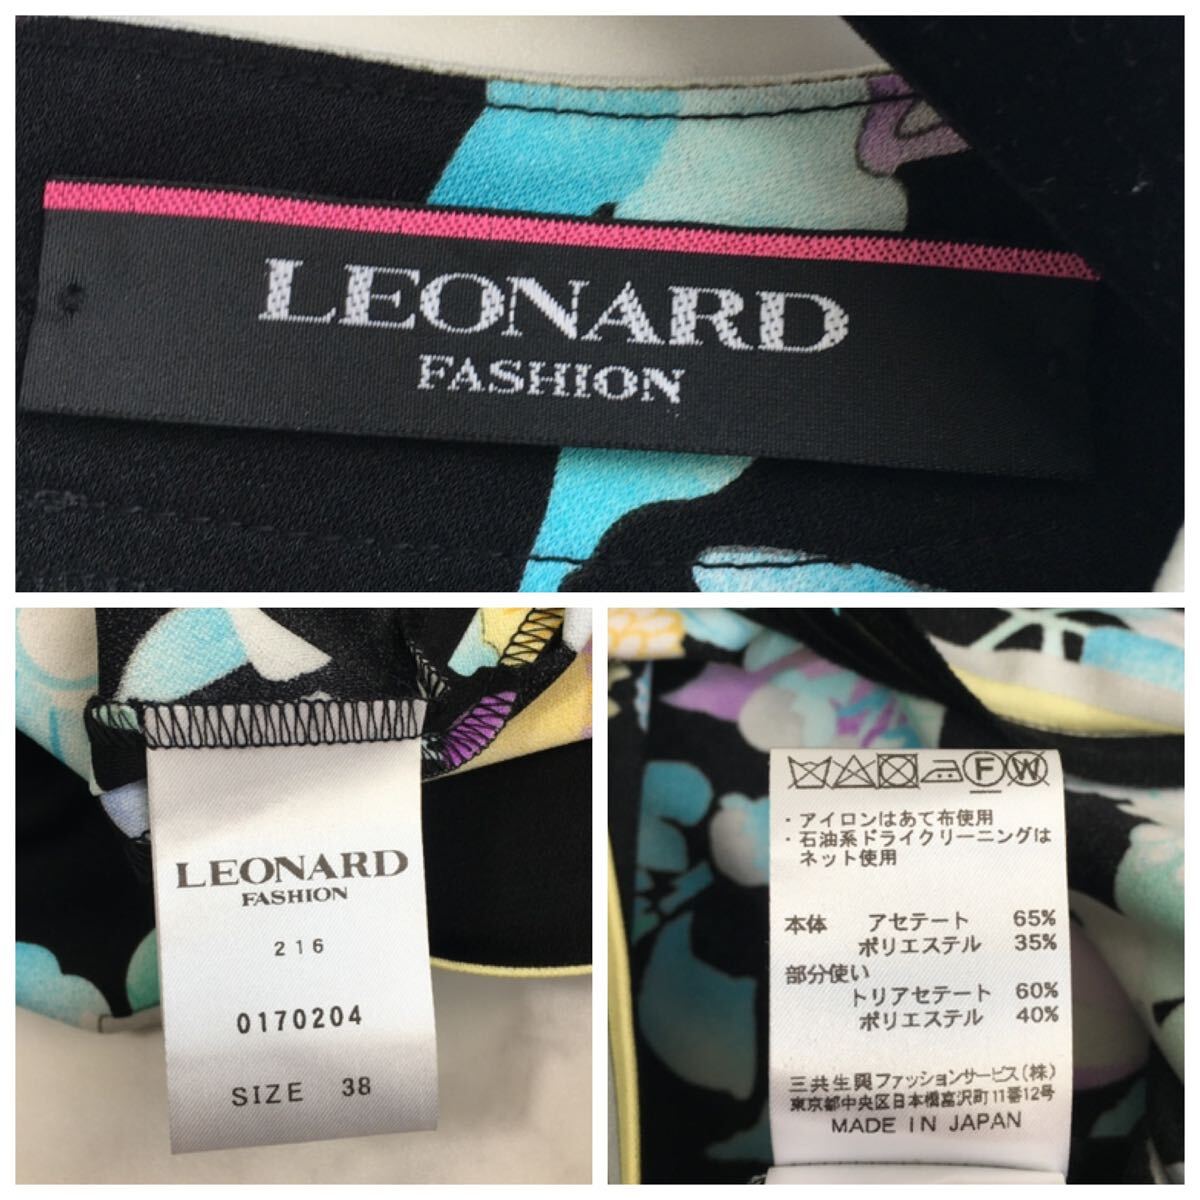 LEONARD
FASHION
LEONARD
FASHION
216
0170204
SIZE 38
F W
・アイロンはあて布使用
・石油系ドライクリーニングは
ネット使用
本体 アセテート 65%
ポリエステル 35%
部分使い
トリアセテート 60%
ポリエステル 40%
三共生興ファッションサービス(株)
東京都中央区日本橋富沢町11番12号
MADE IN JAPAN